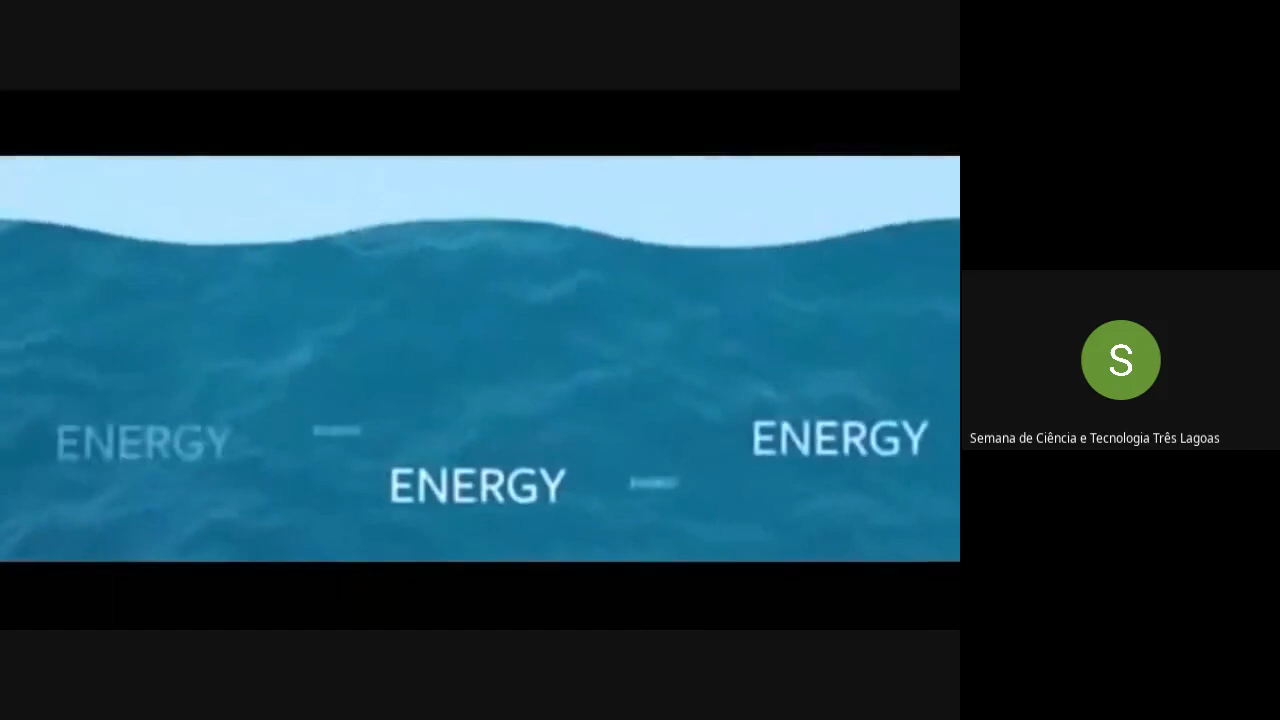 ENERGY
ENERGY
ENERGY
S
Semana de Ciência e Tecnologia Três Lagoas